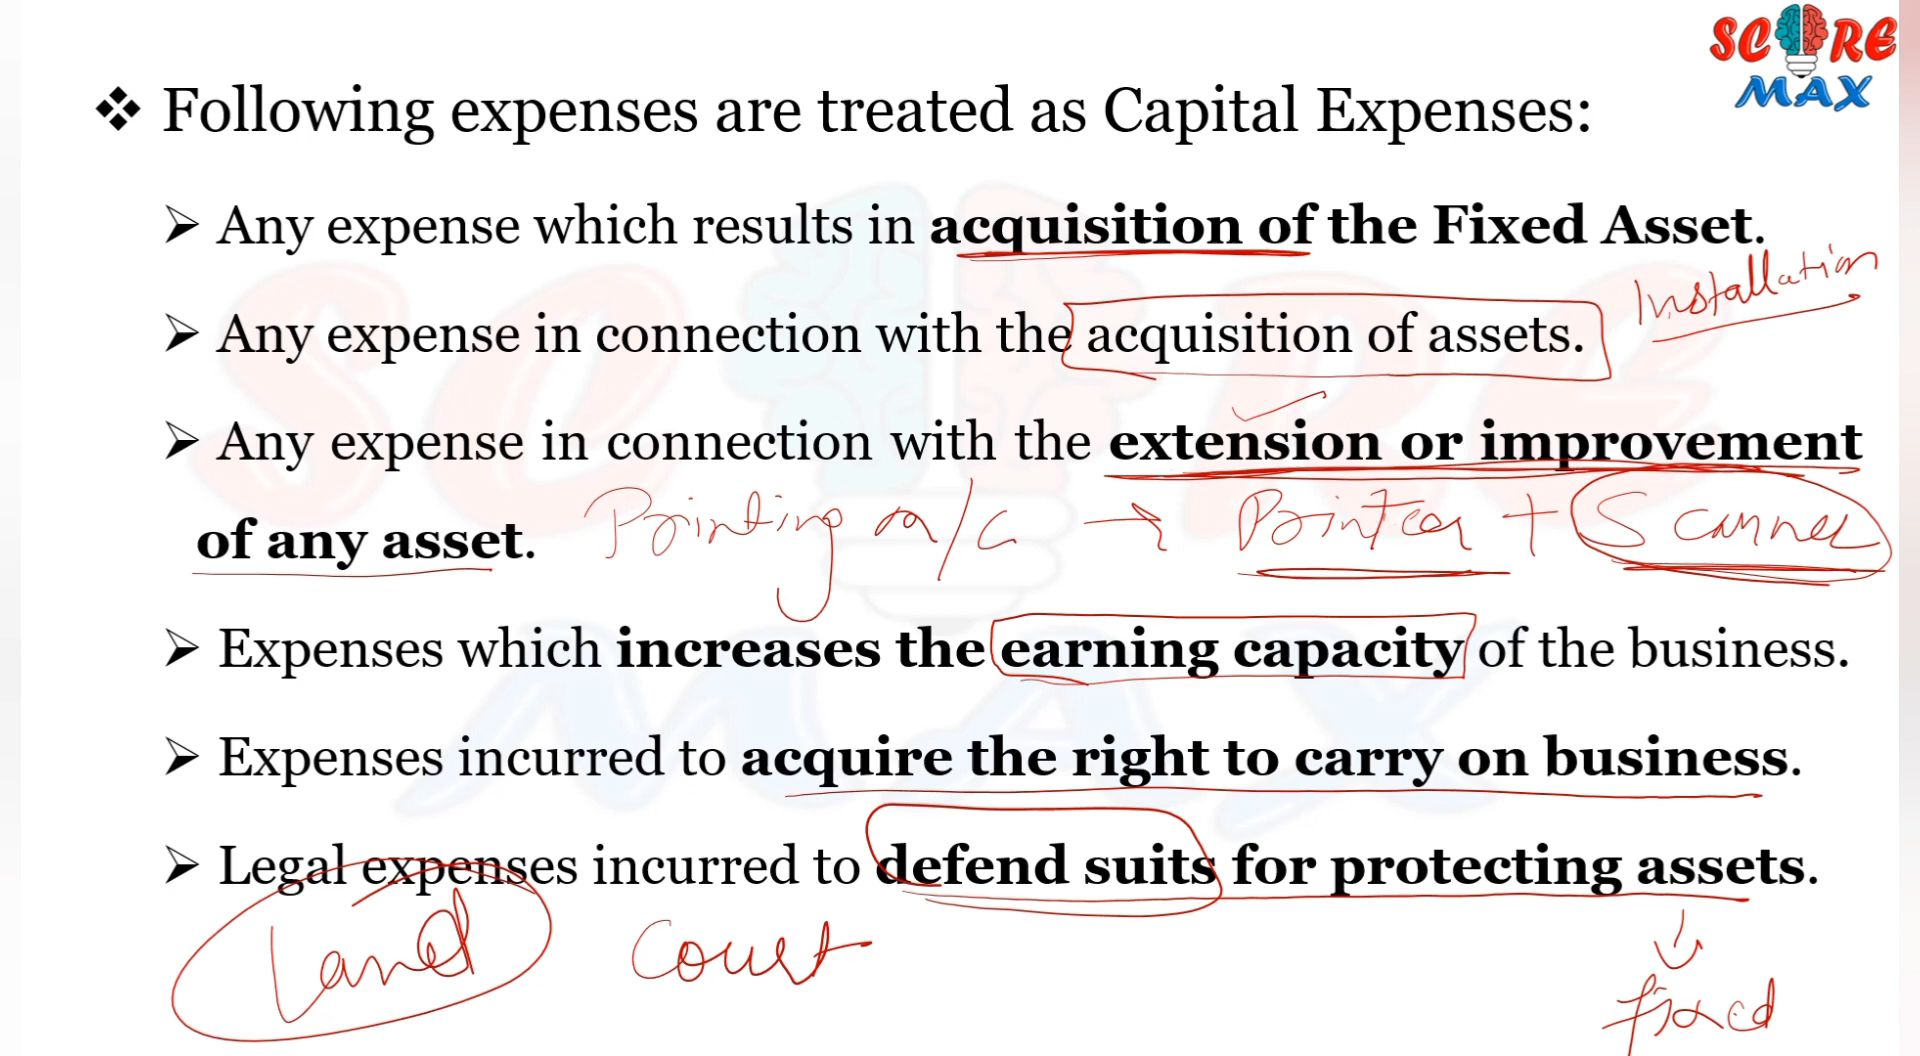 SCORE
MAX
❖ Following expenses are treated as Capital Expenses:
➢ Any expense which results in acquisition of the Fixed Asset.
Installation
➢ Any expense in connection with the acquisition of assets.
➢ Any expense in connection with the extension or improvement
of any asset. Printing m/c → Printer + Scanner
➢ Expenses which increases the earning capacity of the business.
➢ Expenses incurred to acquire the right to carry on business.
➢ Legal expenses incurred to defend suits for protecting assets.
Land Court
fixed